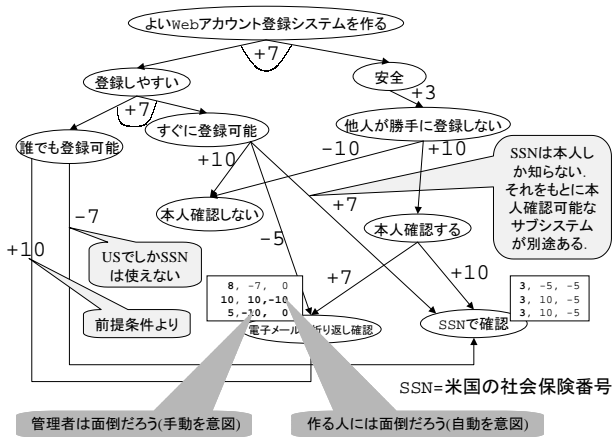 よいWebアカウント登録システムを作る
+7
登録しやすい
安全
+7
+3
誰でも登録可能
すぐに登録可能
他人が勝手に登録しない
+10
-10
+10
SSNは本人し
か知らない.
それをもとに本
人確認可能な
サブシステム
が別途ある.
本人確認しない
+7
本人確認する
-7
+10
-5
USでしかSSN
は使えない
+7
+10
8, -7, 0
10, 10,-10
5,-10, 0
3, -5, -5
3, 10, -5
3, 10, -5
前提条件より
電子メール
折り返し確認
SSNで確認
SSN=米国の社会保険番号
管理者は面倒だろう(手動を意図)
作る人には面倒だろう(自動を意図)